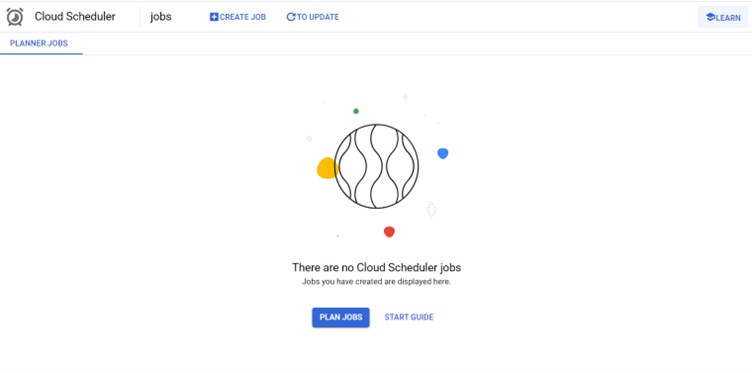 Cloud Scheduler jobs CREATE JOB TO UPDATE LEARN
PLANNER JOBS
There are no Cloud Scheduler jobs
Jobs you have created are displayed here.
PLAN JOBS START GUIDE